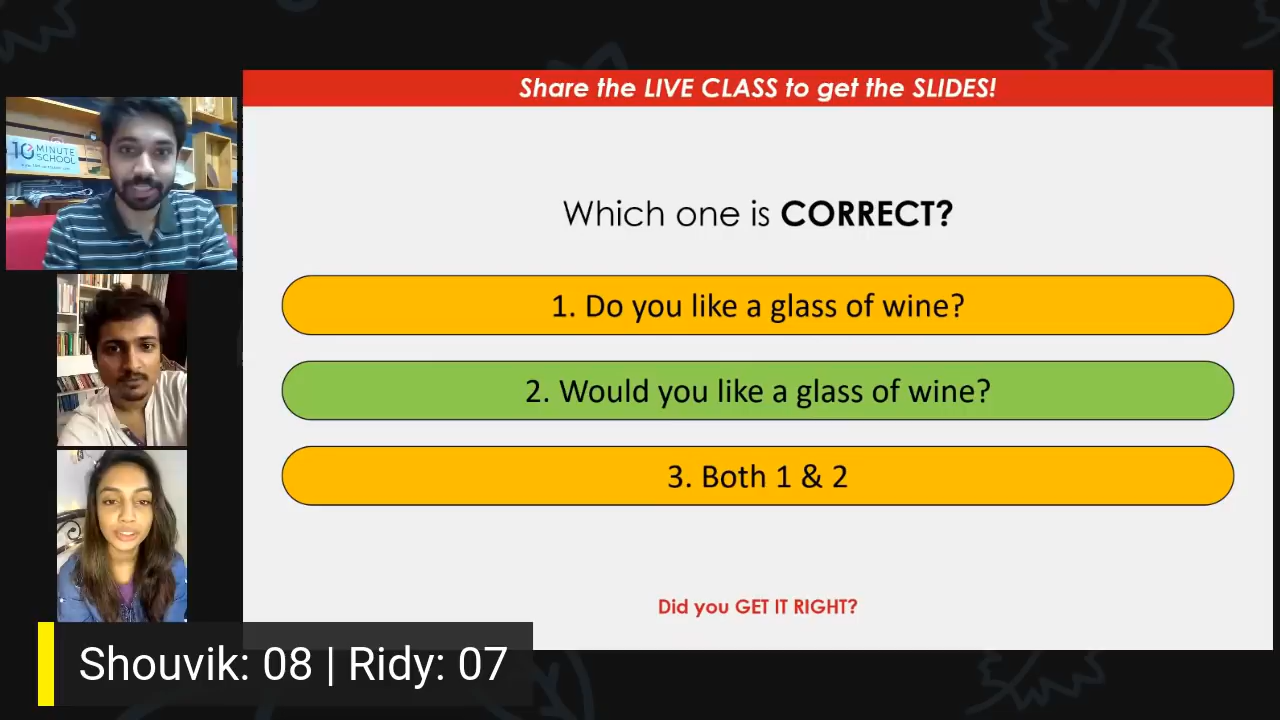 Share the LIVE CLASS to get the SLIDES!
10 MINUTE
SCHOOL
Which one is CORRECT?
1. Do you like a glass of wine?
2. Would you like a glass of wine?
3. Both 1 & 2
Did you GET IT RIGHT?
Shouvik: 08 | Ridy: 07